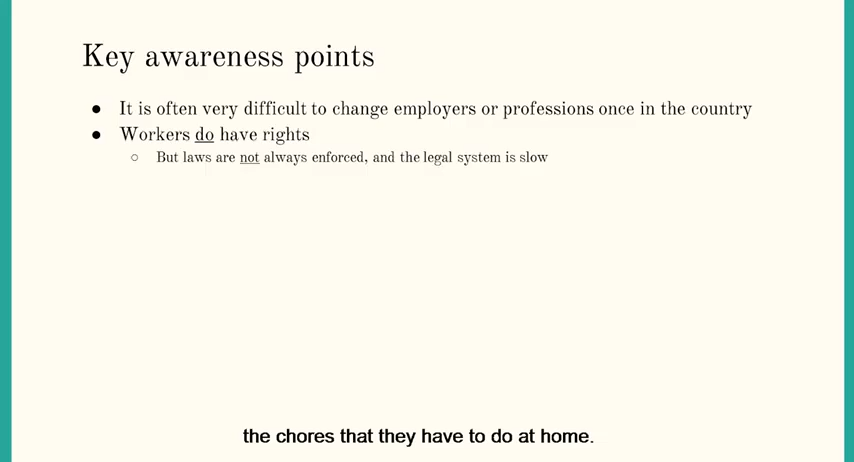 Key awareness points
● It is often very difficult to change employers or professions once in the country
● Workers do have rights
○ But laws are not always enforced, and the legal system is slow
the chores that they have to do at home.